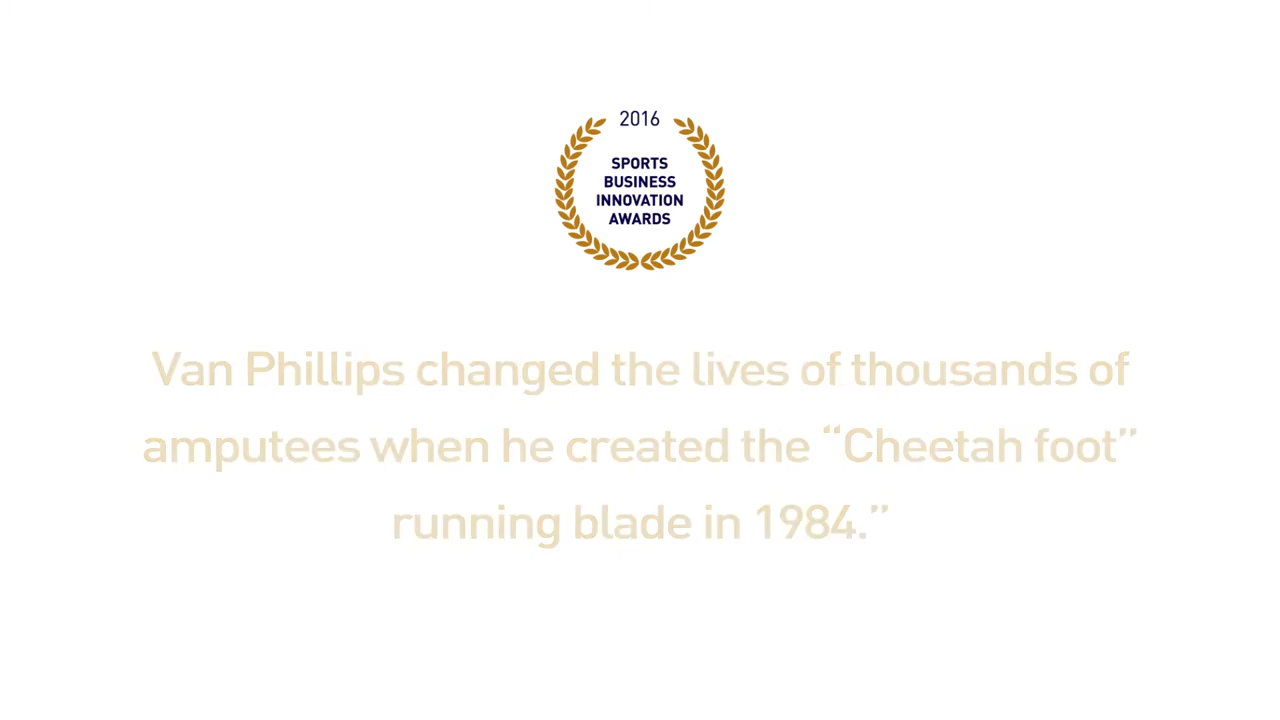 2016
SPORTS
BUSINESS
INNOVATION
AWARDS
Van Phillips changed the lives of thousands of
amputees when he created the “Cheetah foot”
running blade in 1984.”